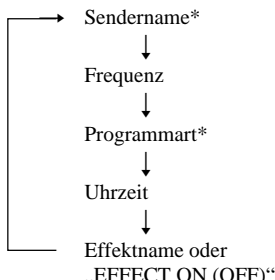 Sendername*
Frequenz
Programmart*
Uhrzeit
Effektname oder
„EFFECT ON (OFF)“